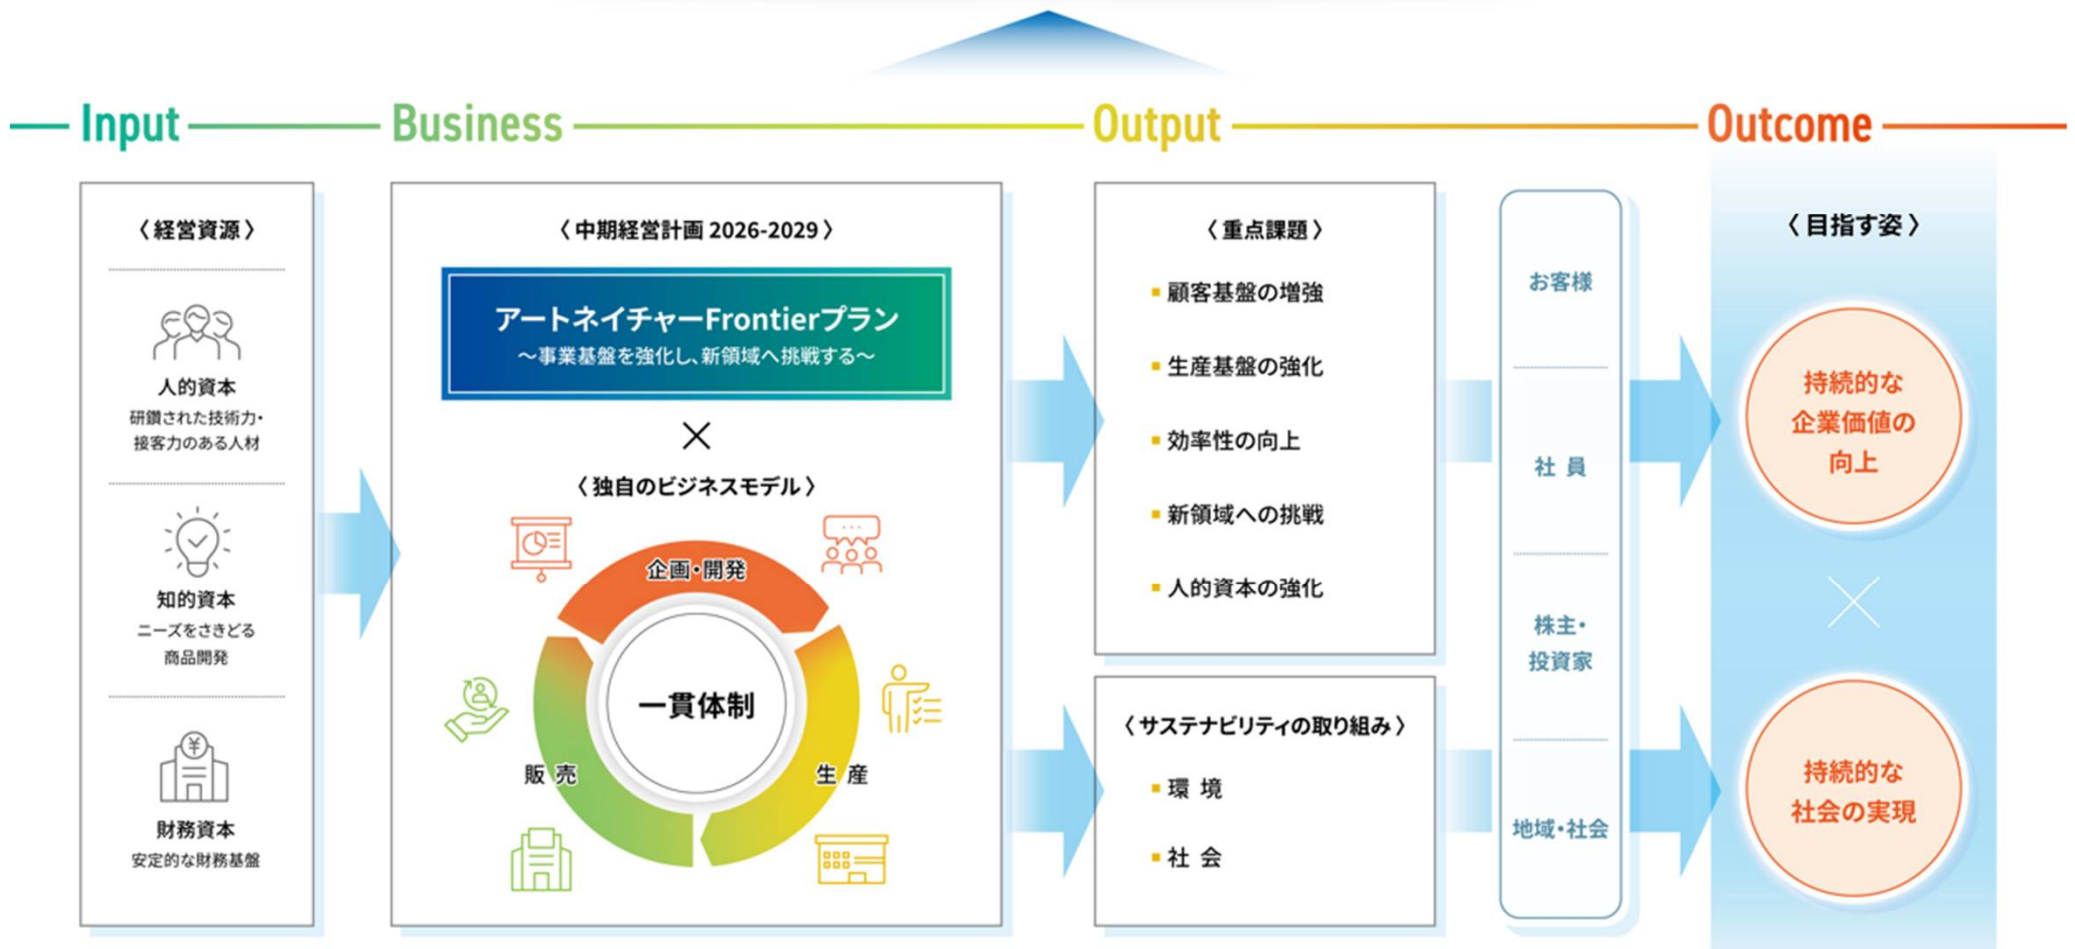 Input
Business
Output
Outcome
〈 経営資源 〉
人的資本
研鑽された技術力・
接客力のある人材
知的資本
ニーズをさきどる
商品開発
¥
財務資本
安定的な財務基盤
〈 中期経営計画 2026-2029 〉
アートネイチャーFrontierプラン
～事業基盤を強化し、新領域へ挑戦する～
×
〈 独自のビジネスモデル 〉
企画・開発
一貫体制
販 売
生 産
〈 重点課題 〉
▪ 顧客基盤の増強
▪ 生産基盤の強化
▪ 効率性の向上
▪ 新領域への挑戦
▪ 人的資本の強化
〈 サステナビリティの取り組み 〉
▪ 環 境
▪ 社 会
お客様
社 員
株主・
投資家
地域・社会
〈 目指す姿 〉
持続的な
企業価値の
向上
×
持続的な
社会の実現